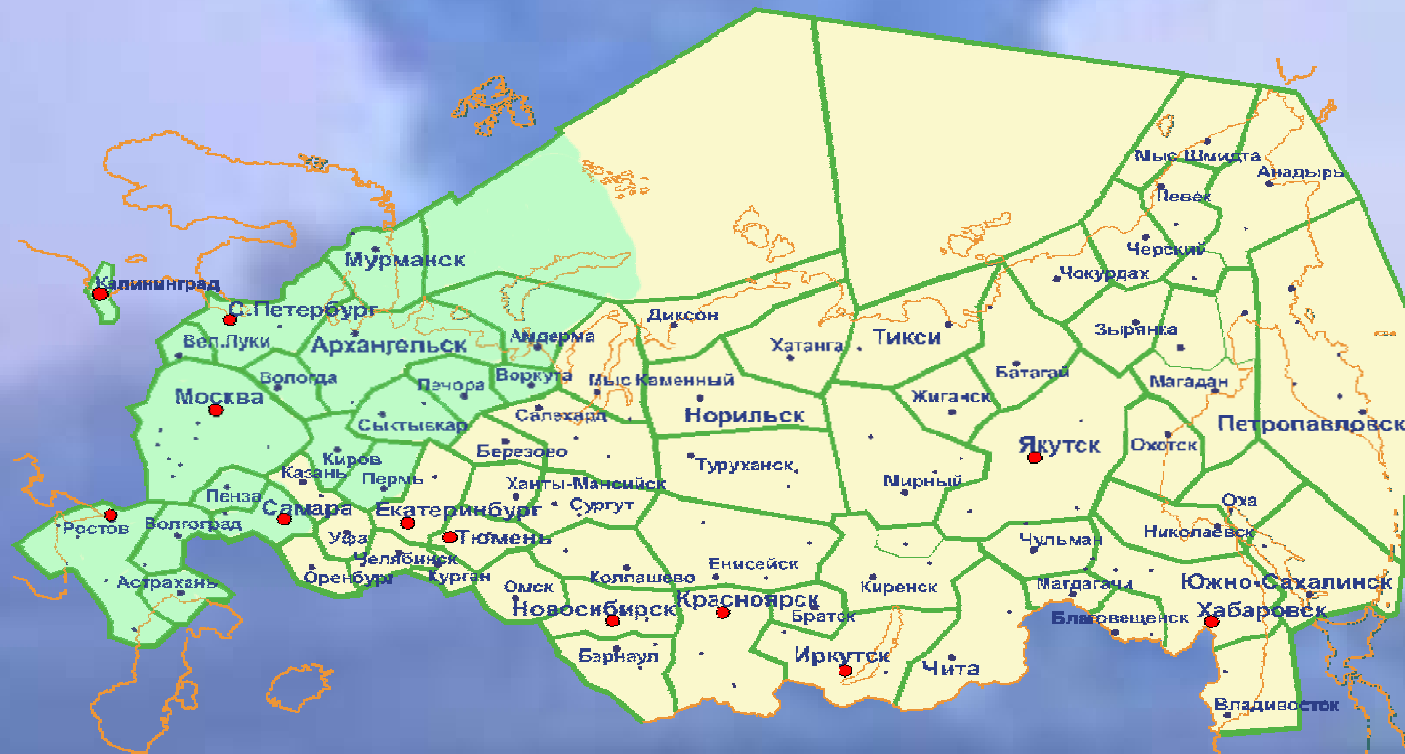 Мыс Шмидта
Анадырь
Певек
Черский
Мурманск
Чокурдах
Калининград
С.Петербург
Диксон
Вел.Луки
Архангельск
Амдерма
Хатанга
Тикси
Зырянка
Вологда
Печора
Воркута
Мыс Каменный
Батагай
Магадан
Москва
Жиганск
Салехард
Норильск
Сыктывкар
Петропавловск
Якутск
Охотск
Березово
Киров
Казань
Пермь
Туруханск
Мирный
Ханты-Мансийск
Пенза
Самара
Екатеринбург
Сургут
Оха
Ростов
Волгоград
Уфа
Тюмень
Чульман
Николаевск
Челябинск
Енисейск
Оренбург
Курган
Колпашево
Астрахань
Омск
Киренск
Магдагачи
Южно-Сахалинск
Новосибирск
Красноярск
Братск
Благовещенск
Хабаровск
Барнаул
Иркутск
Чита
Владивосток